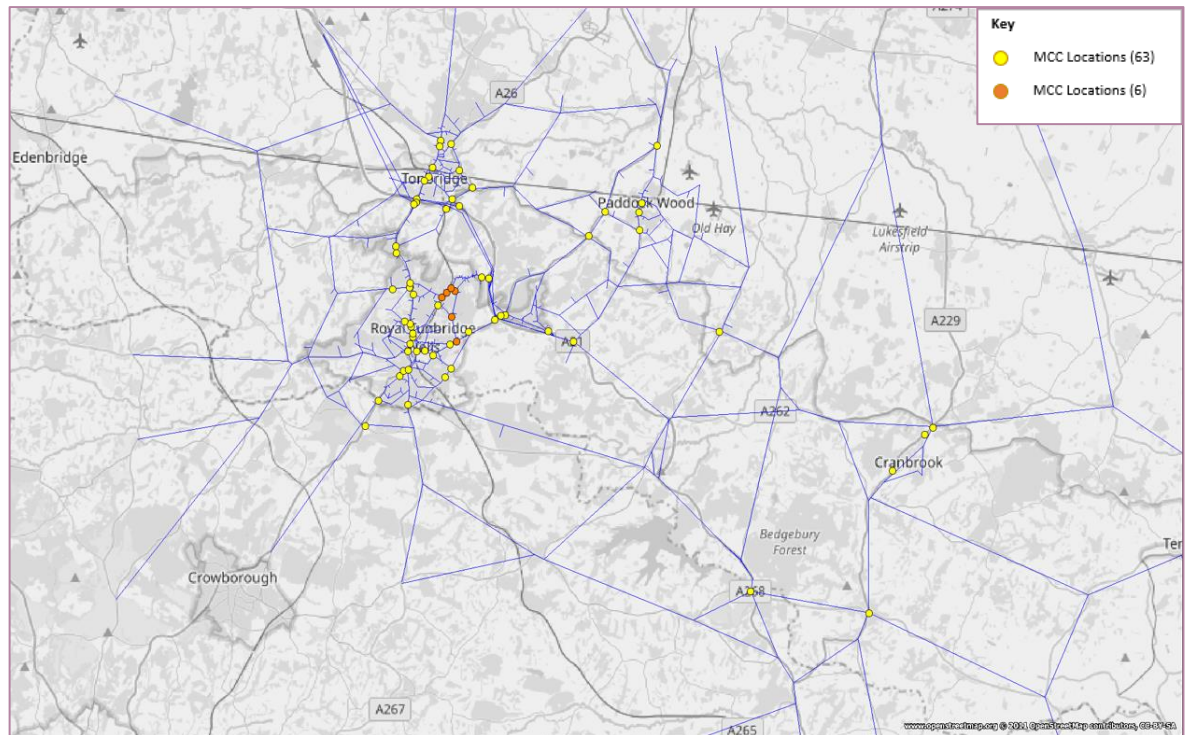 A274
Key
MCC Locations (63)
MCC Locations (6)
A26
Edenbridge
Tonbridge
Paddock Wood
Old Hay
Lukesfield
Airstrip
A229
Royal Tunbridge
Wells
A21
A262
Cranbrook
Bedgebury
Forest
Ter
Crowborough
A268
A267
A265
www.openstreetmap.org © 2021 OpenStreetMap contributors, CC-BY-SA